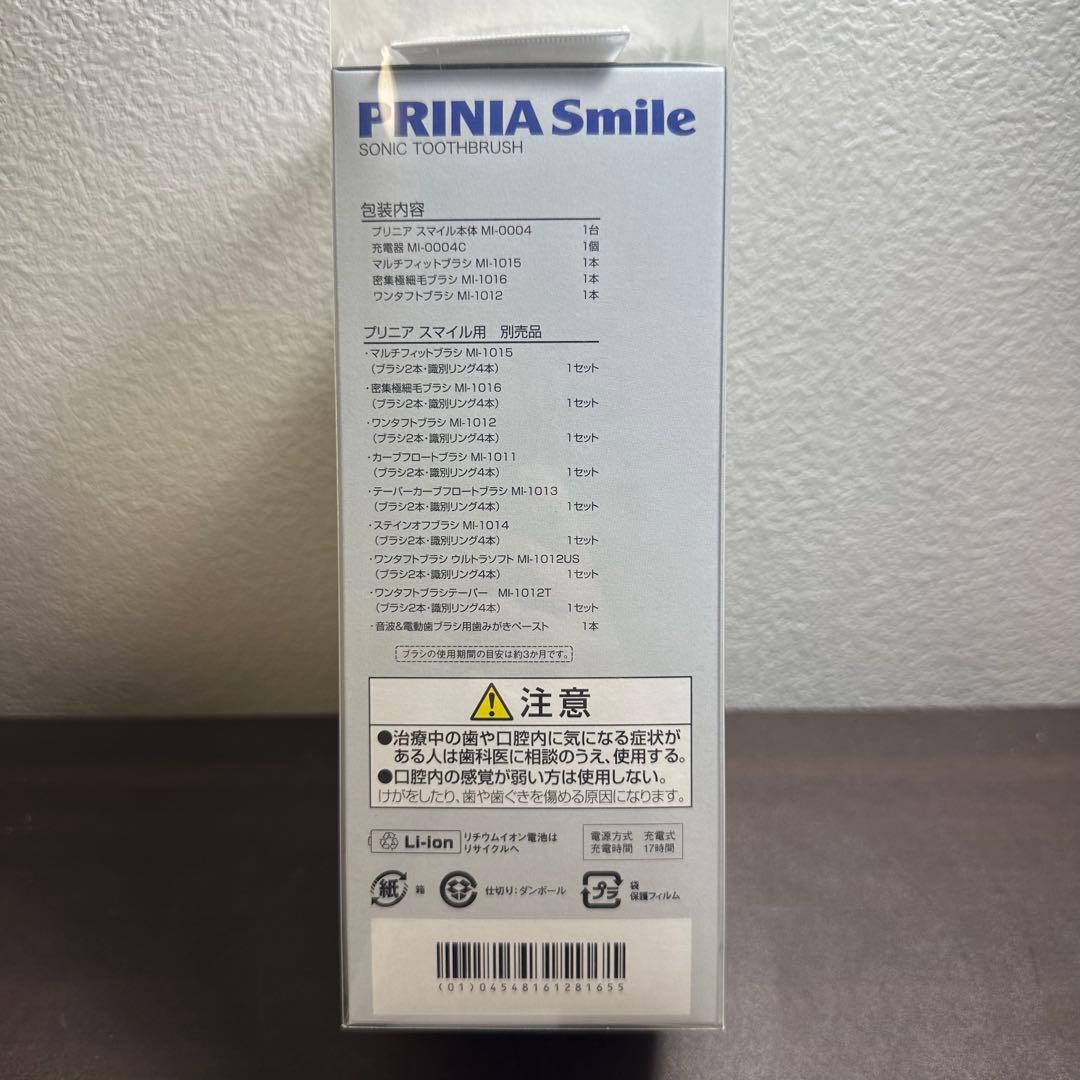 PRINIA Smile
SONIC TOOTHBRUSH
包装内容
プリニア スマイル本体 MI-0004 1台
充電器 MI-0004C 1個
マルチフィットブラシ MI-1015 1本
密集極細毛ブラシ MI-1016 1本
ワンタフトブラシ MI-1012 1本
プリニア スマイル用 別売品
・マルチフィットブラシ MI-1015
(ブラシ2本・識別リング4本) 1セット
・密集極細毛ブラシ MI-1016
(ブラシ2本・識別リング4本) 1セット
・ワンタフトブラシ MI-1012
(ブラシ2本・識別リング4本) 1セット
・カーブフロートブラシ MI-1011
(ブラシ2本・識別リング4本) 1セット
・テーパーカーブフロートブラシ MI-1013
(ブラシ2本・識別リング4本) 1セット
・ステインオフブラシ MI-1014
(ブラシ2本・識別リング4本) 1セット
・ワンタフトブラシ ウルトラソフト MI-1012US
(ブラシ2本・識別リング4本) 1セット
・ワンタフトブラシテーパー MI-1012T
(ブラシ2本・識別リング4本) 1セット
・音波&電動歯ブラシ用歯みがきペースト 1本
ブラシの使用期間の目安は約3か月です。
注意
●治療中の歯や口腔内に気になる症状が
ある人は歯科医に相談のうえ、使用する。
●口腔内の感覚が弱い方は使用しない。
けがをしたり、歯や歯ぐきを傷める原因になります。
Li-ion リチウムイオン電池は
リサイクルへ
電源方式 充電式
充電時間 17時間
紙 箱
仕切り:ダンボール
プラ 袋
保護フィルム
(01)04548161281655